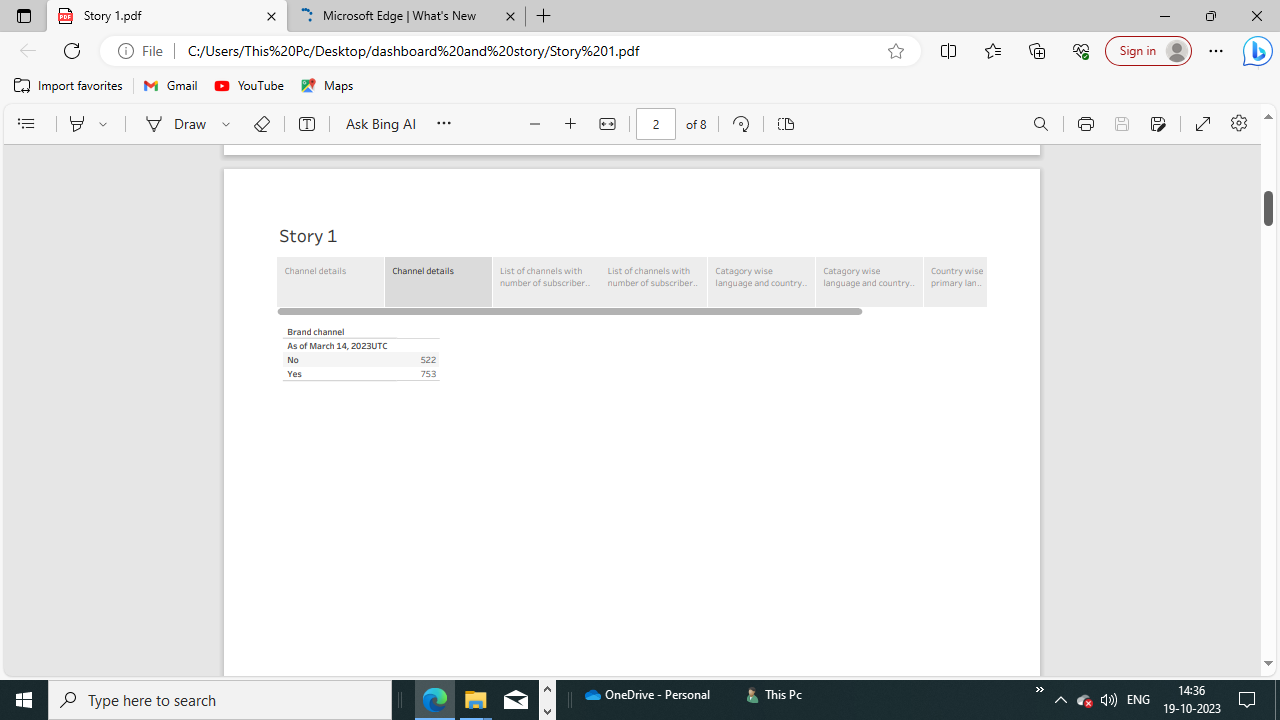 Story 1.pdf
Microsoft Edge | What's New
File
C:/Users/This%20Pc/Desktop/dashboard%20and%20story/Story%201.pdf
Sign in
Import favorites
Gmail
YouTube
Maps
Draw
Ask Bing AI
2
of 8
Story 1
Channel details
Channel details
List of channels with
number of subscriber..
List of channels with
number of subscriber..
Catagory wise
language and country..
Catagory wise
language and country..
Country wise
primary lan..
Brand channel
As of March 14, 2023UTC
No 522
Yes 753
Type here to search
OneDrive - Personal
This Pc
ENG
14:36
19-10-2023